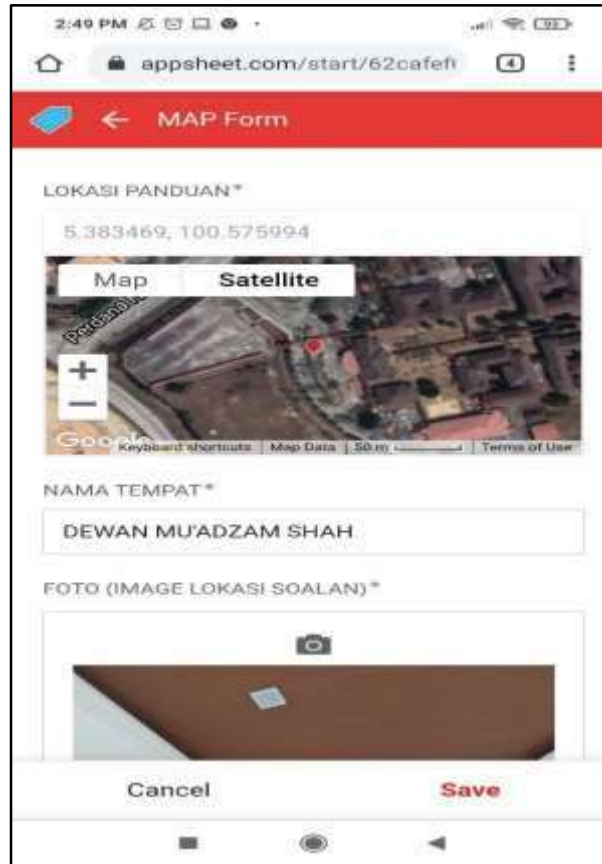 2:49 PM
appsheet.com/start/62cafef
4
MAP Form
LOKASI PANDUAN*
5.383469, 100.575994
Map
Satellite
Perdana
+
−
Google
Keyboard shortcuts
Map Data
50 m
Terms of Use
NAMA TEMPAT*
DEWAN MU'ADZAM SHAH
FOTO (IMAGE LOKASI SOALAN)*
Cancel
Save